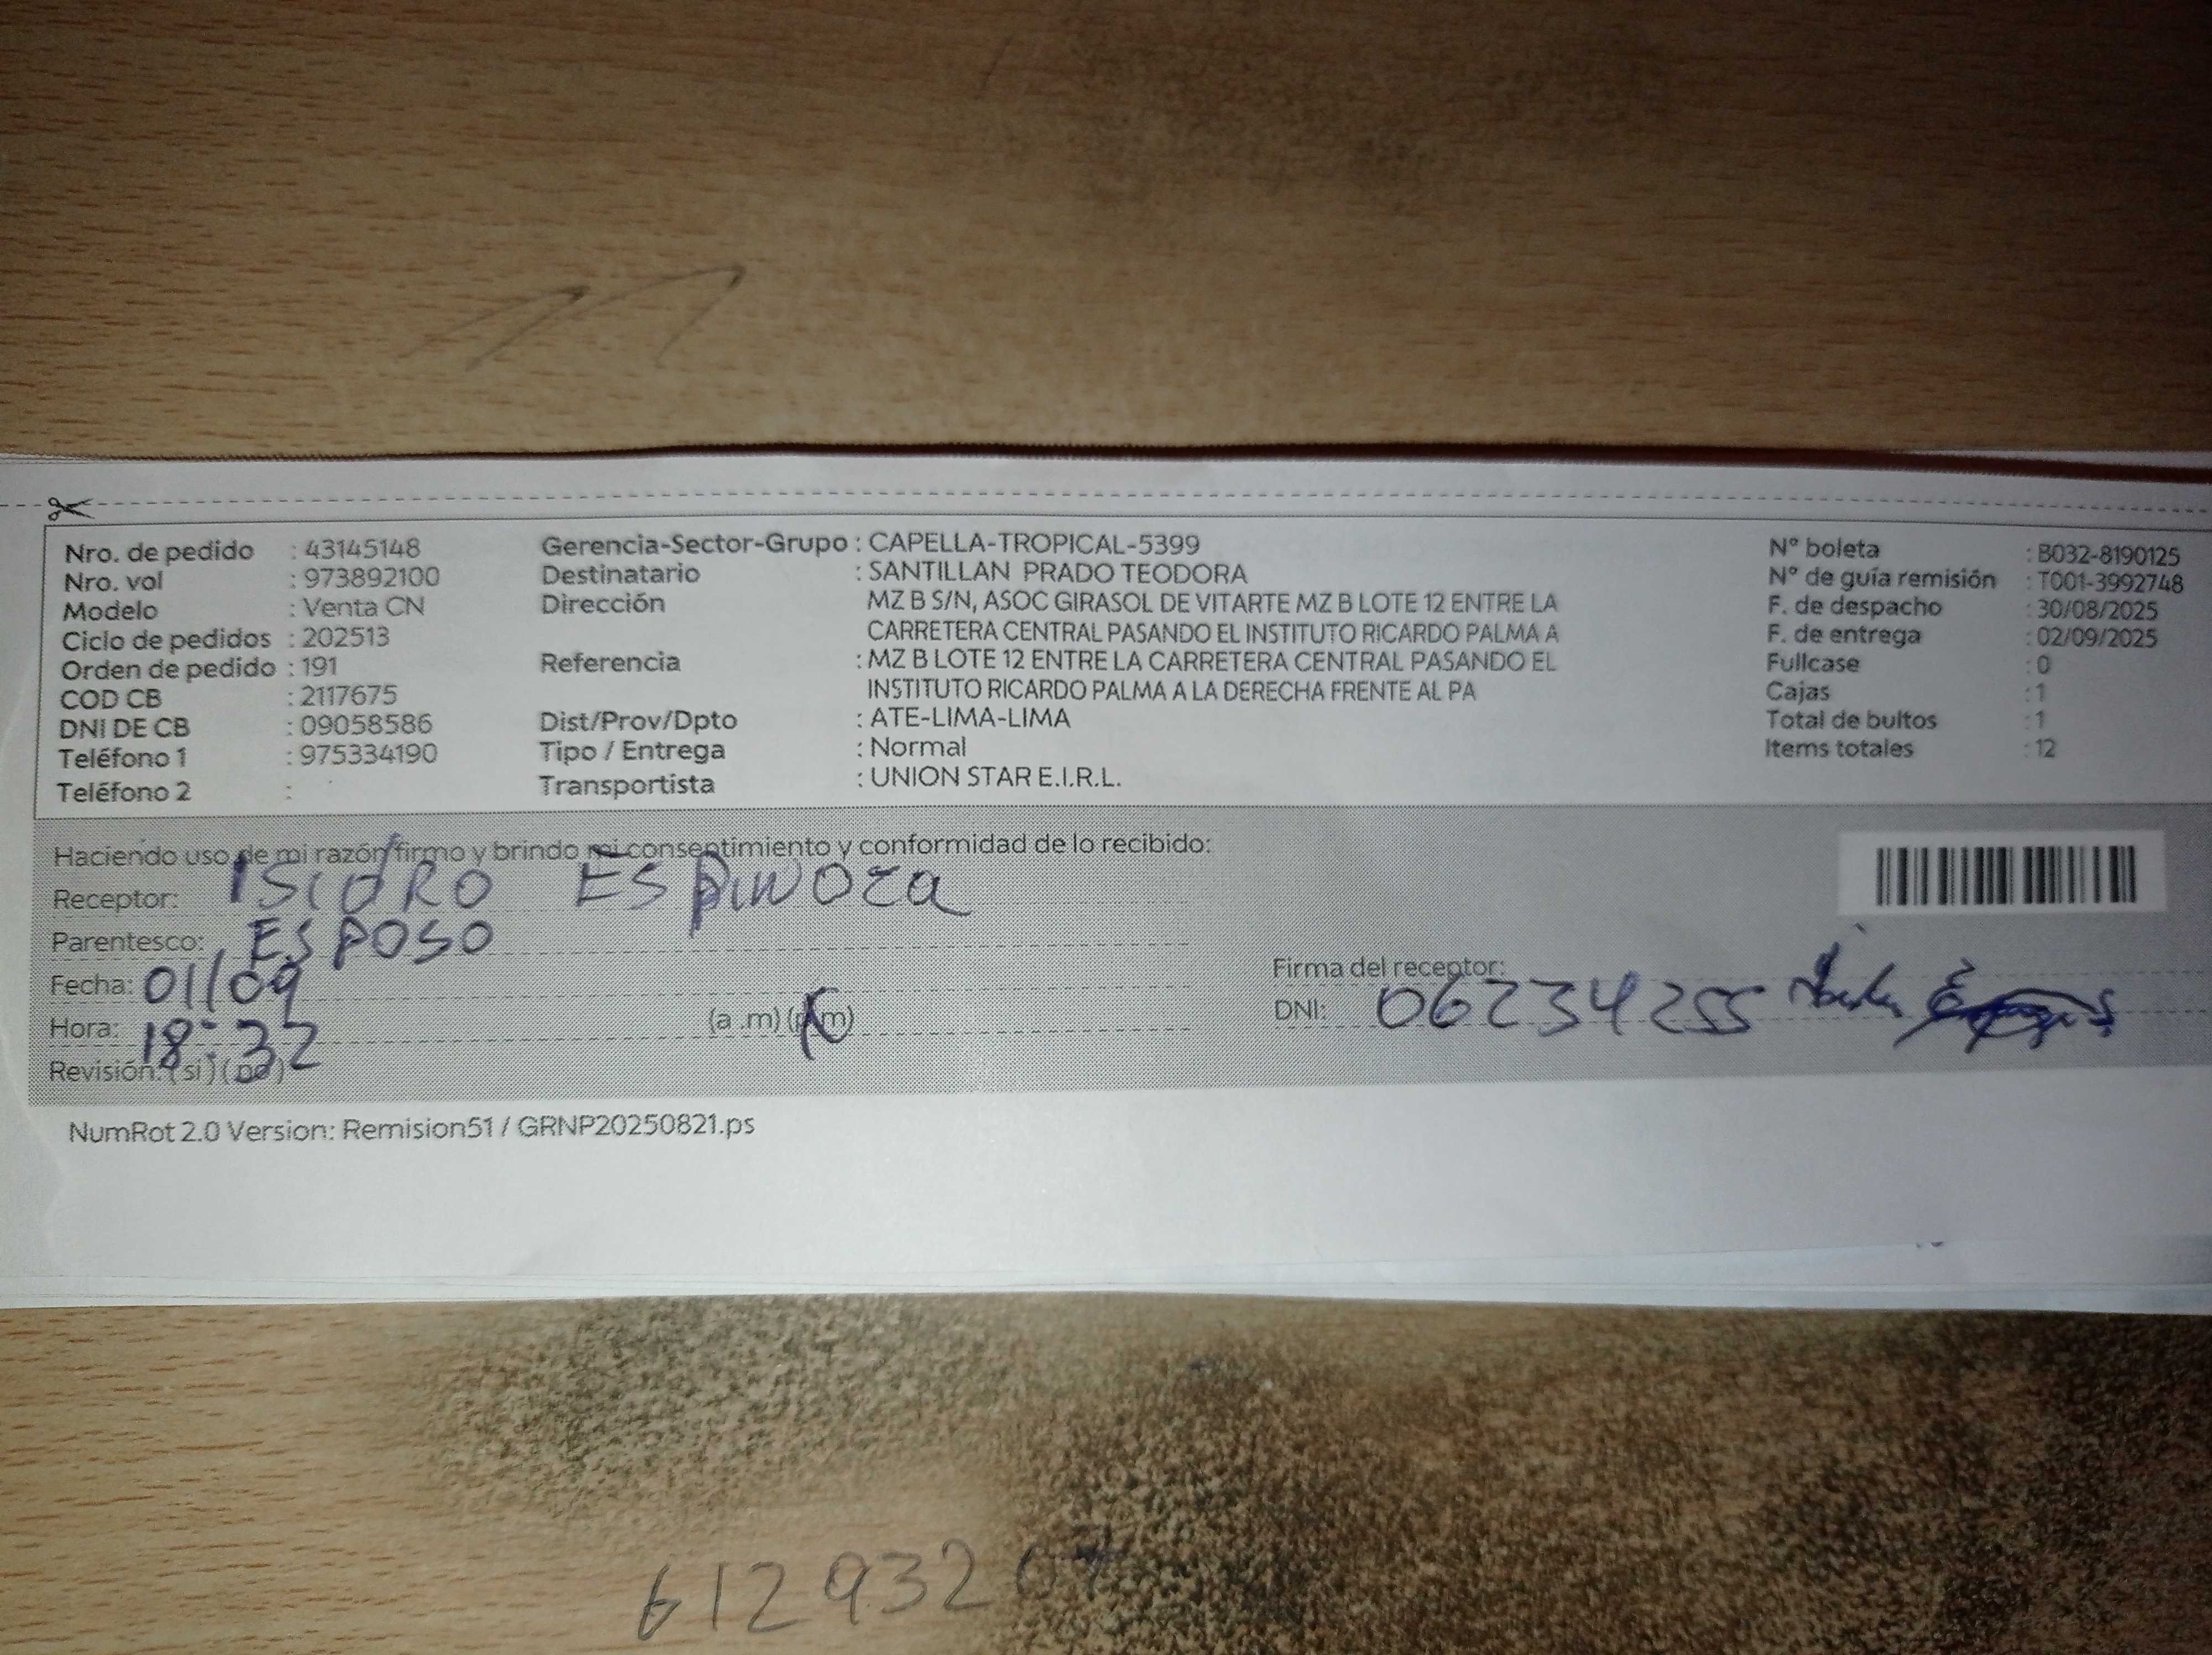 Nro. de pedido : 43145148
Nro. vol : 973892100
Modelo : Venta CN
Ciclo de pedidos : 202513
Orden de pedido : 191
COD CB : 2117675
DNI DE CB : 09058586
Teléfono 1 : 975334190
Teléfono 2 :
Gerencia-Sector-Grupo : CAPELLA-TROPICAL-5399
Destinatario : SANTILLAN PRADO TEODORA
Dirección MZ B S/N, ASOC GIRASOL DE VITARTE MZ B LOTE 12 ENTRE LA
CARRETERA CENTRAL PASANDO EL INSTITUTO RICARDO PALMA A
Referencia : MZ B LOTE 12 ENTRE LA CARRETERA CENTRAL PASANDO EL
INSTITUTO RICARDO PALMA A LA DERECHA FRENTE AL PA
Dist/Prov/Dpto : ATE-LIMA-LIMA
Tipo / Entrega : Normal
Transportista : UNION STAR E.I.R.L.
N° boleta : B032-8190125
N° de guía remisión : T001-3992748
F. de despacho : 30/08/2025
F. de entrega : 02/09/2025
Fullcase : 0
Cajas : 1
Total de bultos : 1
Items totales : 12
Haciendo uso de mi razón firmo y brindo mi consentimiento y conformidad de lo recibido:
Receptor: ISIDRO ESPINOZA
Parentesco: ESPOSO
Fecha: 01/09
Hora: 18:32 (a .m) (p.m)
Revisión: (si) (no)
Firma del receptor:
DNI: 06234255
NumRot 2.0 Version: Remision51 / GRNP20250821.ps
61293207